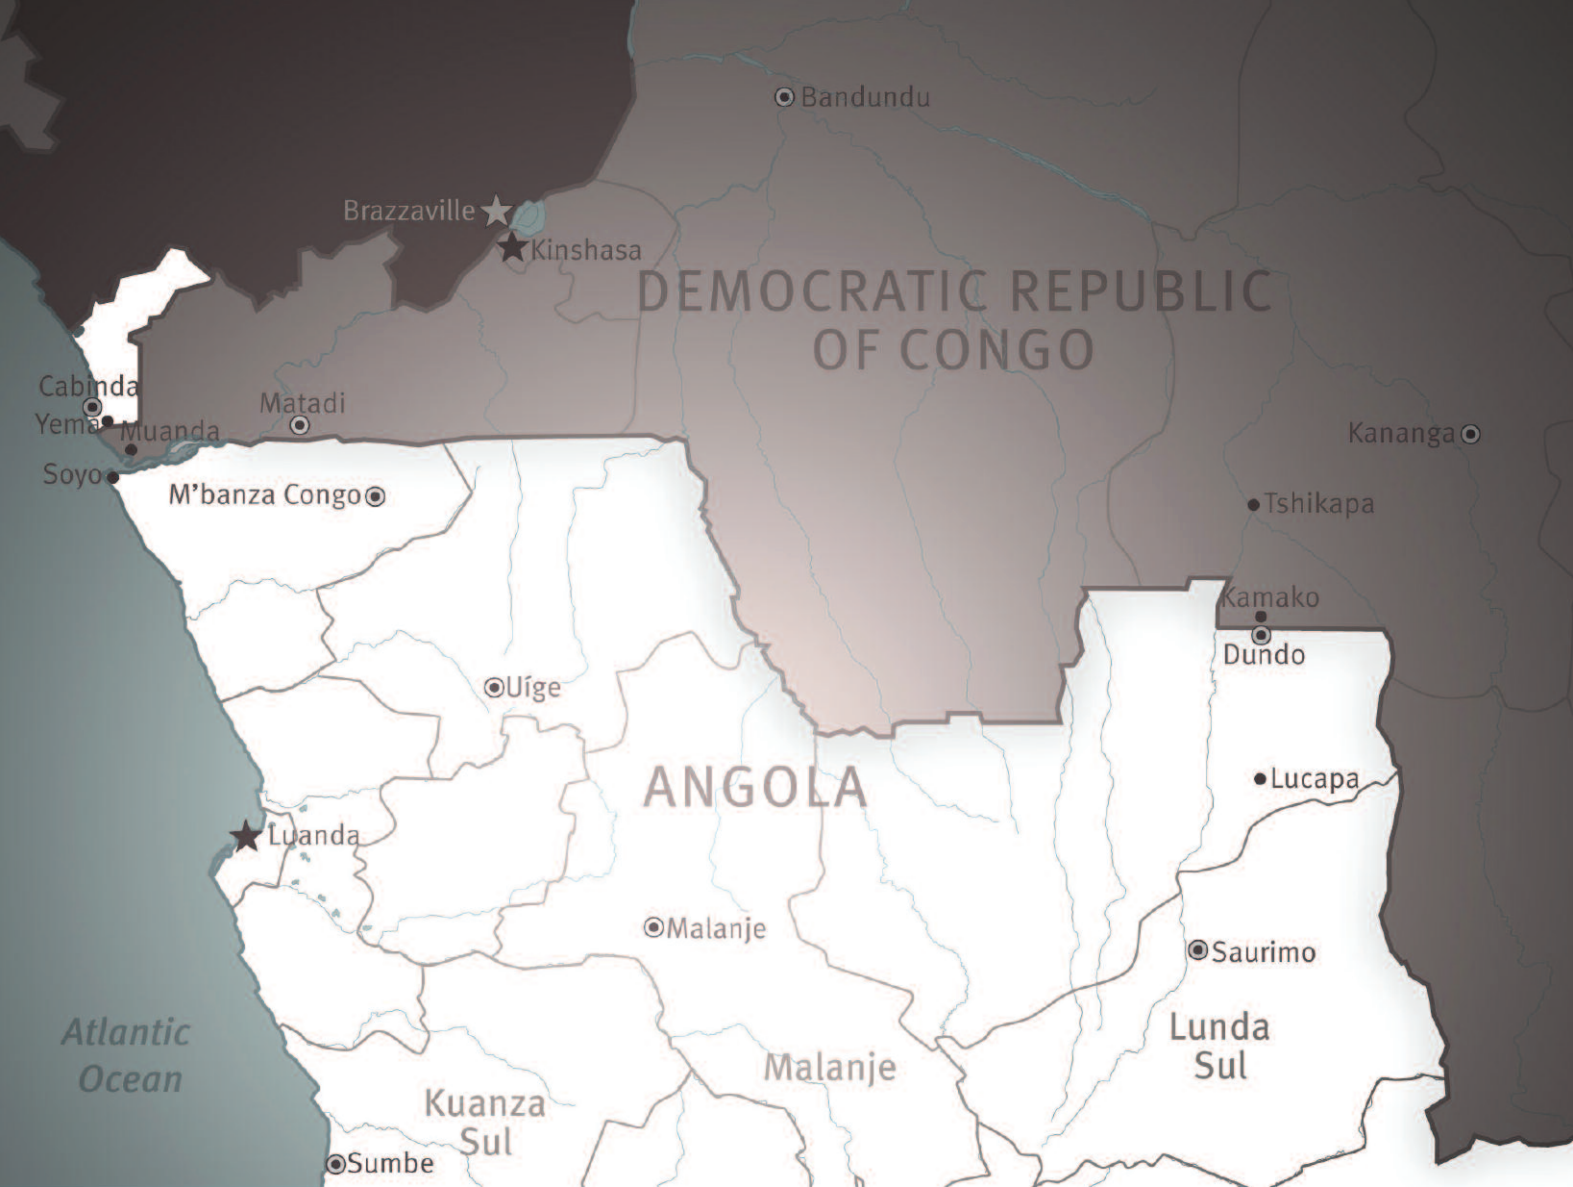 Bandundu
Brazzaville
Kinshasa
DEMOCRATIC REPUBLIC
OF CONGO
Cabinda
Matadi
Yema
Muanda
Kananga
Soyo
M’banza Congo
Tshikapa
Kamako
Dundo
Uíge
ANGOLA
Lucapa
Luanda
Malanje
Saurimo
Atlantic
Ocean
Lunda
Sul
Malanje
Kuanza
Sul
Sumbe